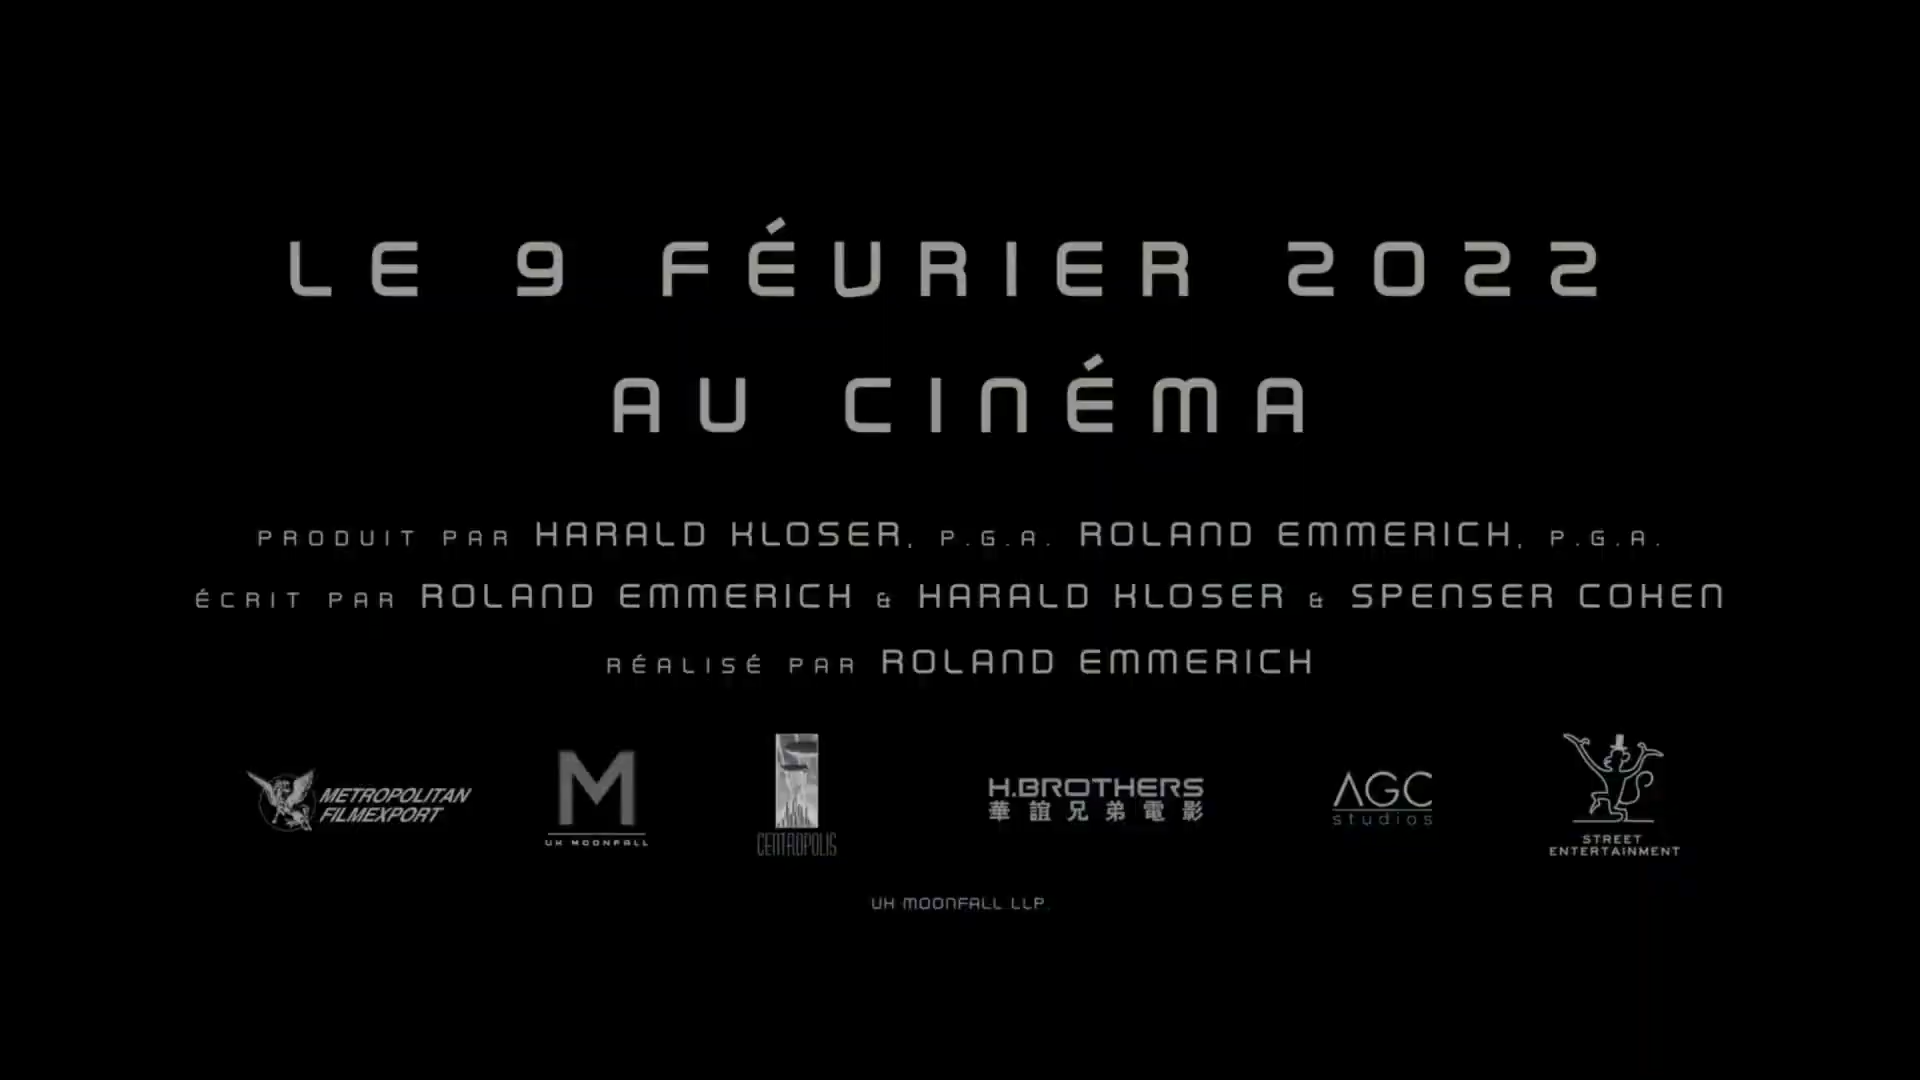 LE 9 FÉVRIER 2022
AU CINÉMA
PRODUIT PAR HARALD KLOSER, P.G.A. ROLAND EMMERICH, P.G.A.
ÉCRIT PAR ROLAND EMMERICH & HARALD KLOSER & SPENSER COHEN
RÉALISÉ PAR ROLAND EMMERICH
METROPOLITAN
FILMEXPORT
M
UK MOONFALL
CENTROPOLIS
H.BROTHERS
華誼兄弟電影
AGC
studios
STREET
ENTERTAINMENT
UK MOONFALL LLP.